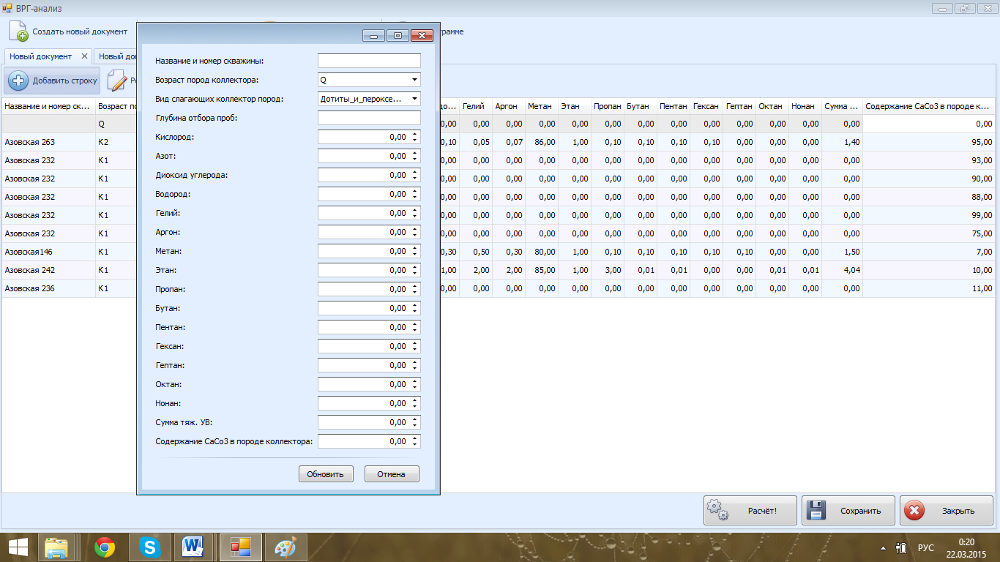 ВРГ-анализ
Создать новый документ
грамме
Новый документ
Новый до
Добавить строку
Название и номер ск... Возраст по до... Гелий Аргон Метан Этан Пропан Бутан Пентан Гексан Гептан Октан Нонан Сумма ... Содержание СаСо3 в породе к...
Q 0,00 0,00 0,00 0,00 0,00 0,00 0,00 0,00 0,00 0,00 0,00 0,00 0,00 0,00
Азовская 263 К2 0,10 0,05 0,07 86,00 1,00 0,10 0,10 0,10 0,10 0,00 0,00 0,00 1,40 95,00
Азовская 232 К1 0,00 0,00 0,00 0,00 0,00 0,00 0,00 0,00 0,00 0,00 0,00 0,00 0,00 93,00
Азовская 232 К1 0,00 0,00 0,00 0,00 0,00 0,00 0,00 0,00 0,00 0,00 0,00 0,00 0,00 90,00
Азовская 232 К1 0,00 0,00 0,00 0,00 0,00 0,00 0,00 0,00 0,00 0,00 0,00 0,00 0,00 88,00
Азовская 232 К1 0,00 0,00 0,00 0,00 0,00 0,00 0,00 0,00 0,00 0,00 0,00 0,00 0,00 99,00
Азовская 232 К1 0,00 0,00 0,00 0,00 0,00 0,00 0,00 0,00 0,00 0,00 0,00 0,00 0,00 75,00
Азовская146 К1 0,30 0,50 0,30 80,00 1,00 0,10 0,10 0,10 0,10 0,10 0,00 0,00 1,50 7,00
Азовская 242 К1 1,00 2,00 2,00 85,00 1,00 3,00 0,01 0,01 0,00 0,00 0,01 0,01 4,04 10,00
Азовская 236 К1 0,00 0,00 0,00 0,00 0,00 0,00 0,00 0,00 0,00 0,00 0,00 0,00 0,00 11,00
Название и номер скважины:
Возраст пород коллектора: Q
Вид слагающих коллектор пород: Дотиты_и_пероксе...
Глубина отбора проб:
Кислород: 0,00
Азот: 0,00
Диоксид углерода: 0,00
Водород: 0,00
Гелий: 0,00
Аргон: 0,00
Метан: 0,00
Этан: 0,00
Пропан: 0,00
Бутан: 0,00
Пентан: 0,00
Гексан: 0,00
Гептан: 0,00
Октан: 0,00
Нонан: 0,00
Сумма тяж. УВ: 0,00
Содержание СаСо3 в породе коллектора: 0,00
Обновить Отмена
Расчёт! Сохранить Закрыть
РУС
0:20
22.03.2015